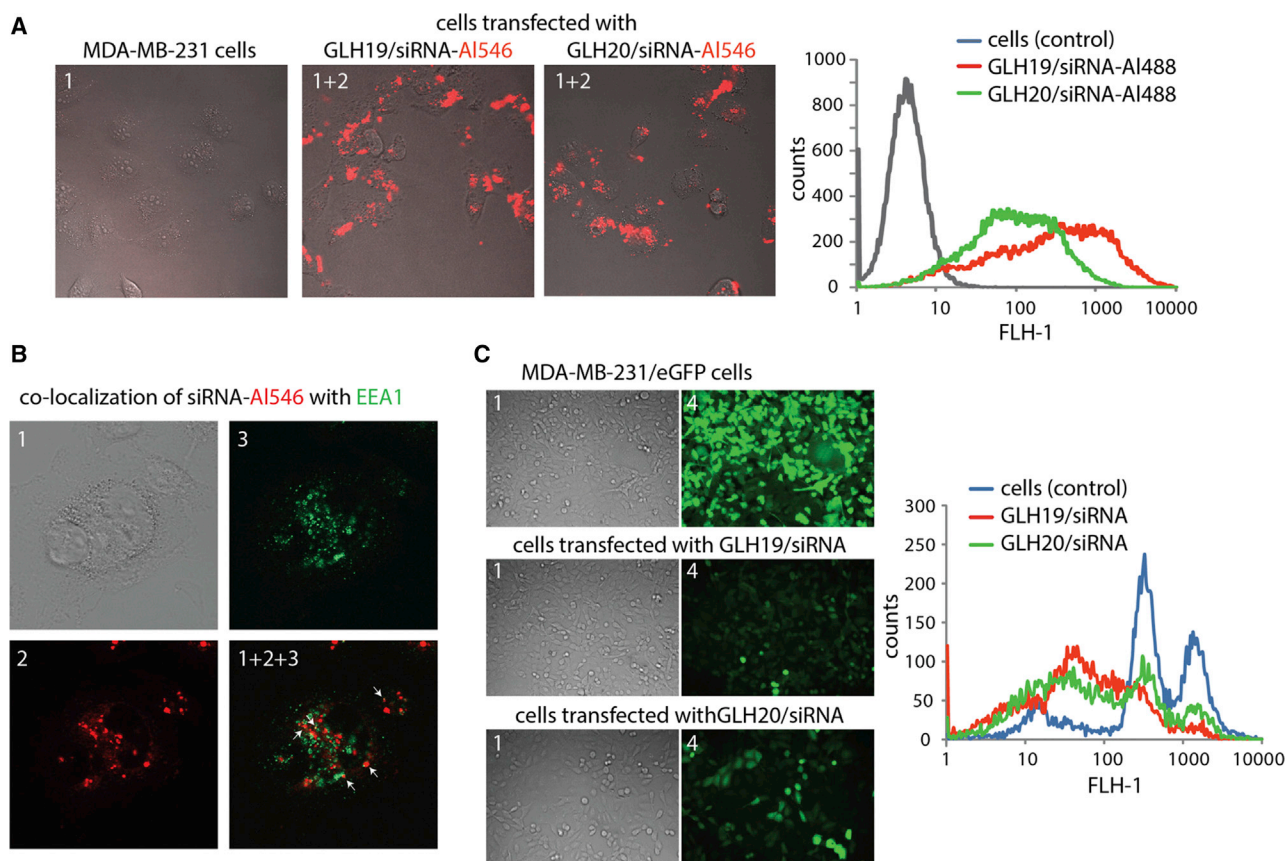 A
cells transfected with
MDA-MB-231 cells
GLH19/siRNA-Al546
GLH20/siRNA-Al546
1
1+2
1+2
cells (control)
GLH19/siRNA-Al488
GLH20/siRNA-Al488
1000
800
600
400
200
0
counts
1 10 100 1000 10000
FLH-1
B
co-localization of siRNA-Al546 with EEA1
1
3
2
1+2+3
C
MDA-MB-231/eGFP cells
1
4
cells transfected with GLH19/siRNA
1
4
cells transfected withGLH20/siRNA
1
4
cells (control)
GLH19/siRNA
GLH20/siRNA
300
250
200
150
100
50
0
counts
1 10 100 1000 10000
FLH-1